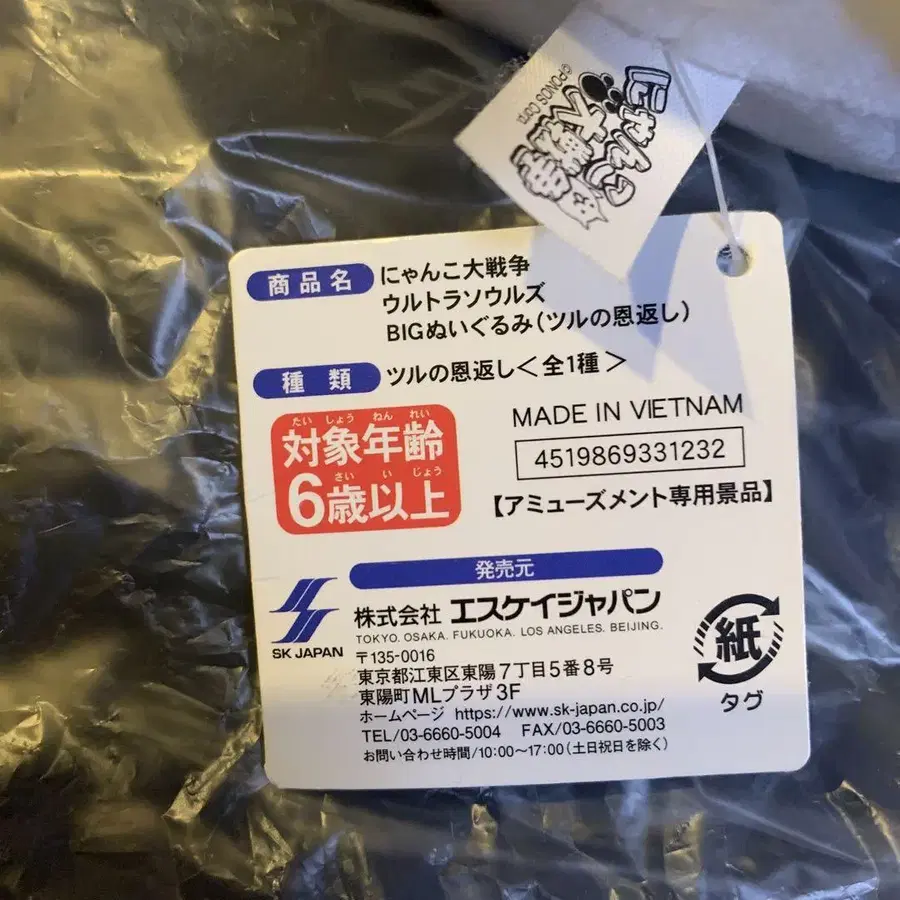 にゃんこ大戦争
©PONOS Corp.
商品名 にゃんこ大戦争
ウルトラソウルズ
BIGぬいぐるみ(ツルの恩返し)
種類 ツルの恩返し<全1種>
たいしょうねんれい
対象年齢
さいいじょう
6歳以上
MADE IN VIETNAM
4519869331232
【アミューズメント専用景品】
発売元
SK JAPAN
株式会社 エスケイジャパン
TOKYO. OSAKA. FUKUOKA. LOS ANGELES. BEIJING.
〒135-0016
東京都江東区東陽7丁目5番8号
東陽町MLプラザ3F
ホームページ https://www.sk-japan.co.jp/
TEL/03-6660-5004 FAX/03-6660-5003
お問い合わせ時間/10:00~17:00(土日祝日を除く)
紙
タグ